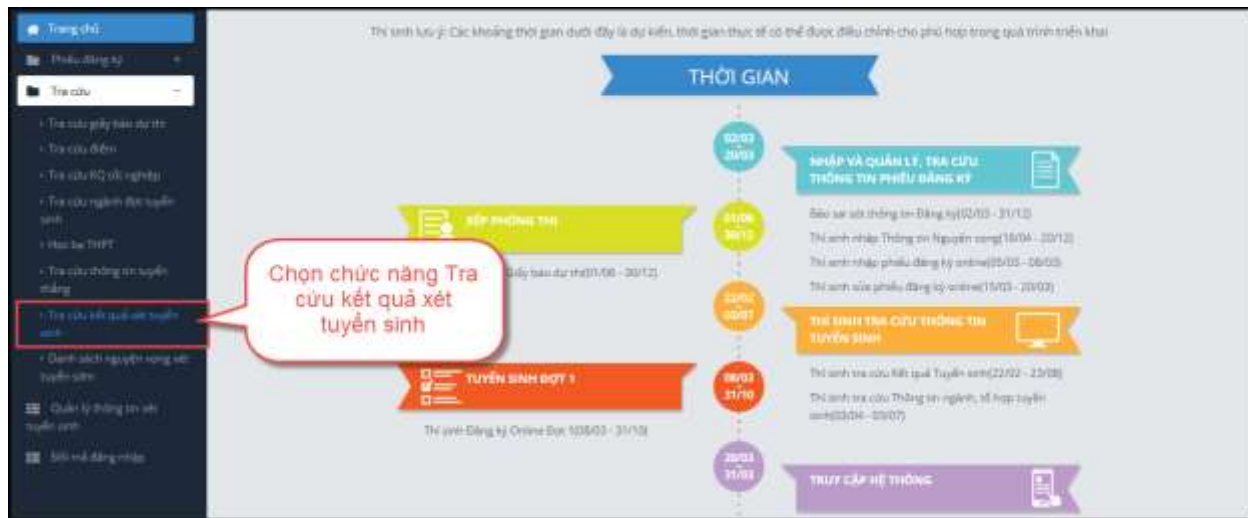 Trang chủ
Phiếu đăng ký
Tra cứu
Tra cứu giấy báo dự thi
Tra cứu điểm
Tra cứu KQ tốt nghiệp
Tra cứu ngành đợt tuyển
sinh
Học bạ THPT
Tra cứu thông tin tuyển
thẳng
Tra cứu kết quả xét tuyển
sinh
Danh sách nguyện vọng xét
tuyển sớm
Quản lý thông tin xét
tuyển sinh
Đổi mã đăng nhập
Chọn chức năng Tra
cứu kết quả xét
tuyển sinh
Thí sinh lưu ý: Các khoảng thời gian dưới đây là dự kiến, thời gian thực tế có thể được điều chỉnh cho phù hợp trong quá trình triển khai
THỜI GIAN
02/03
20/03
NHẬP VÀ QUẢN LÝ, TRA CỨU
THÔNG TIN PHIẾU ĐĂNG KÝ
Báo sai sót thông tin Đăng ký(02/03 - 31/12)
Thí sinh nhập Thông tin Nguyện vọng(18/04 - 20/12)
Thí sinh nhập phiếu đăng ký online(05/03 - 08/03)
Thí sinh sửa phiếu đăng ký online(15/03 - 20/03)
XẾP PHÒNG THI
01/06
30/12
Giấy báo dự thi(01/06 - 30/12)
22/02
03/07
THÍ SINH TRA CỨU THÔNG TIN
TUYỂN SINH
Thí sinh tra cứu Kết quả Tuyển sinh(22/02 - 23/08)
Thí sinh tra cứu Thông tin ngành, tổ hợp tuyển
sinh(03/04 - 03/07)
TUYỂN SINH ĐỢT 1
08/03
31/10
Thí sinh Đăng ký Online Đợt 1(08/03 - 31/10)
31/03
TRUY CẬP HỆ THỐNG